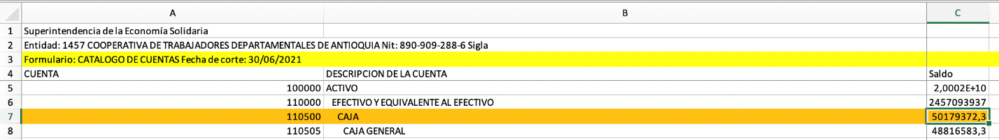 A B C
1 Superintendencia de la Economía Solidaria
2 Entidad: 1457 COOPERATIVA DE TRABAJADORES DEPARTAMENTALES DE ANTIOQUIA Nit: 890-909-288-6 Sigla
3 Formulario: CATALOGO DE CUENTAS Fecha de corte: 30/06/2021
4 CUENTA DESCRIPCION DE LA CUENTA Saldo
5 100000 ACTIVO 2,0002E+10
6 110000 EFECTIVO Y EQUIVALENTE AL EFECTIVO 2457093937
7 110500 CAJA 50179372,3
8 110505 CAJA GENERAL 48816583,3